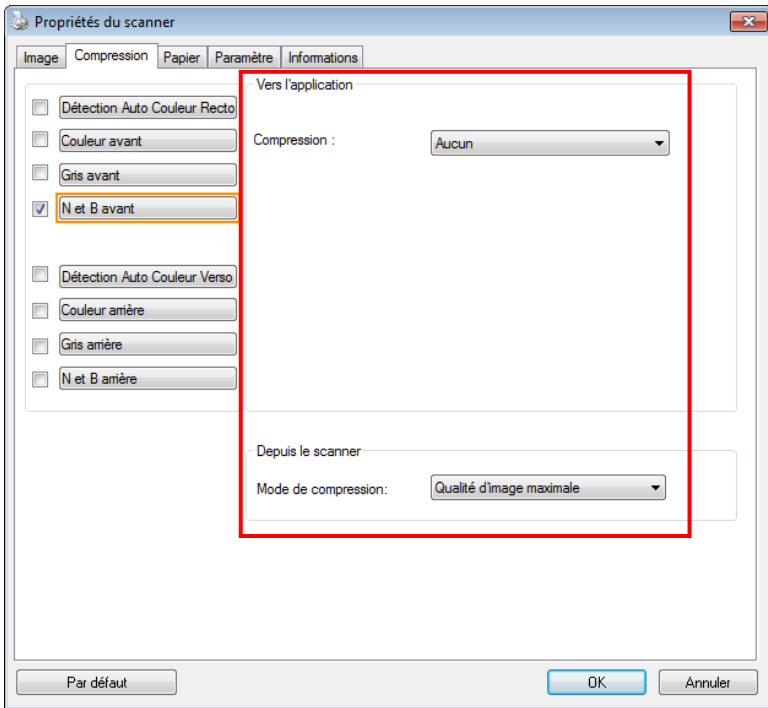 Propriétés du scanner
Image Compression Papier Paramètre Informations
Vers l'application
Détection Auto Couleur Recto
Couleur avant
Compression :
Aucun
Gris avant
N et B avant
Détection Auto Couleur Verso
Couleur arrière
Gris arrière
N et B arrière
Depuis le scanner
Mode de compression:
Qualité d'image maximale
Par défaut
OK
Annuler